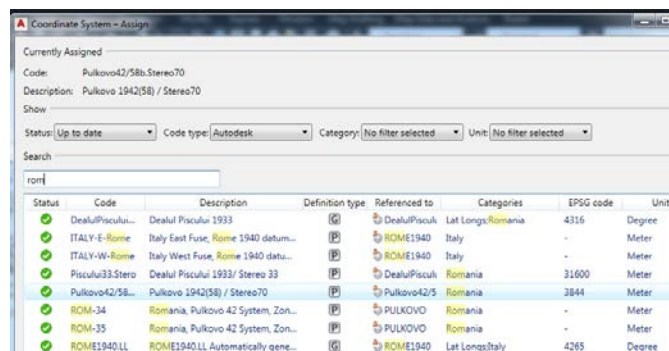 Coordinate System – Assign
Currently Assigned
Code: Pulkovo42/58b.Stereo70
Description: Pulkovo 1942(58) / Stereo70
Show
Status: Up to date Code type: Autodesk Category: No filter selected Unit: No filter selected
Search
rom
Status Code Description Definition type Referenced to Categories EPSG code Unit
DealulPisculu... Dealul Piscului 1933 G DealulPiscul Lat Longs;Romania 4316 Degree
ITALY-E-Rome Italy East Fuse, Rome 1940 datum... P ROME1940 Italy - Meter
ITALY-W-Rome Italy West Fuse, Rome 1940 datu... P ROME1940 Italy - Meter
Piscului33.Stero Dealul Piscului 1933/ Stereo 33 P DealulPiscul Romania 31600 Meter
Pulkovo42/58... Pulkovo 1942(58) / Stereo70 P Pulkovo42/5 Romania 3844 Meter
ROM-34 Romania, Pulkovo 42 System, Zon... P PULKOVO Romania - Meter
ROM-35 Romania, Pulkovo 42 System, Zon... P PULKOVO Romania - Meter
ROME1940.LL ROME1940.LL Automatically gene... G ROME1940 Lat Longs;Italy 4265 Degree